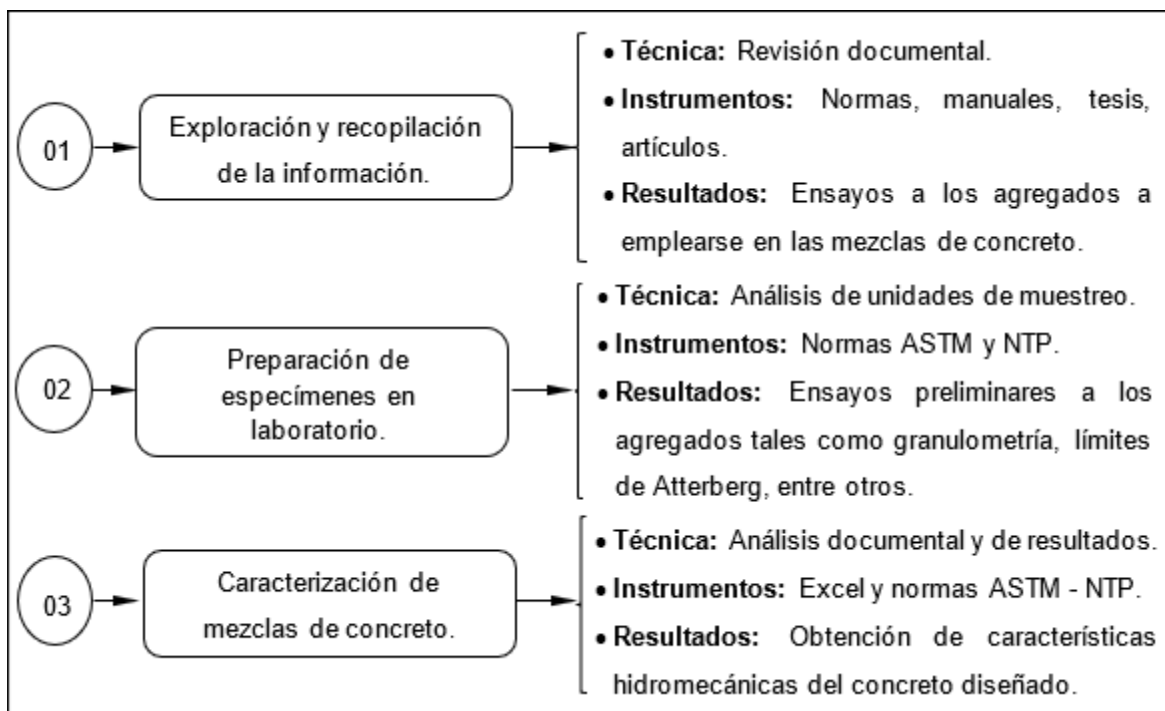 01
Exploración y recopilación
de la información.
• Técnica: Revisión documental.
• Instrumentos: Normas, manuales, tesis,
artículos.
• Resultados: Ensayos a los agregados a
emplearse en las mezclas de concreto.
02
Preparación de
especímenes en
laboratorio.
• Técnica: Análisis de unidades de muestreo.
• Instrumentos: Normas ASTM y NTP.
• Resultados: Ensayos preliminares a los
agregados tales como granulometría, límites
de Atterberg, entre otros.
03
Caracterización de
mezclas de concreto.
• Técnica: Análisis documental y de resultados.
• Instrumentos: Excel y normas ASTM - NTP.
• Resultados: Obtención de características
hidromecánicas del concreto diseñado.